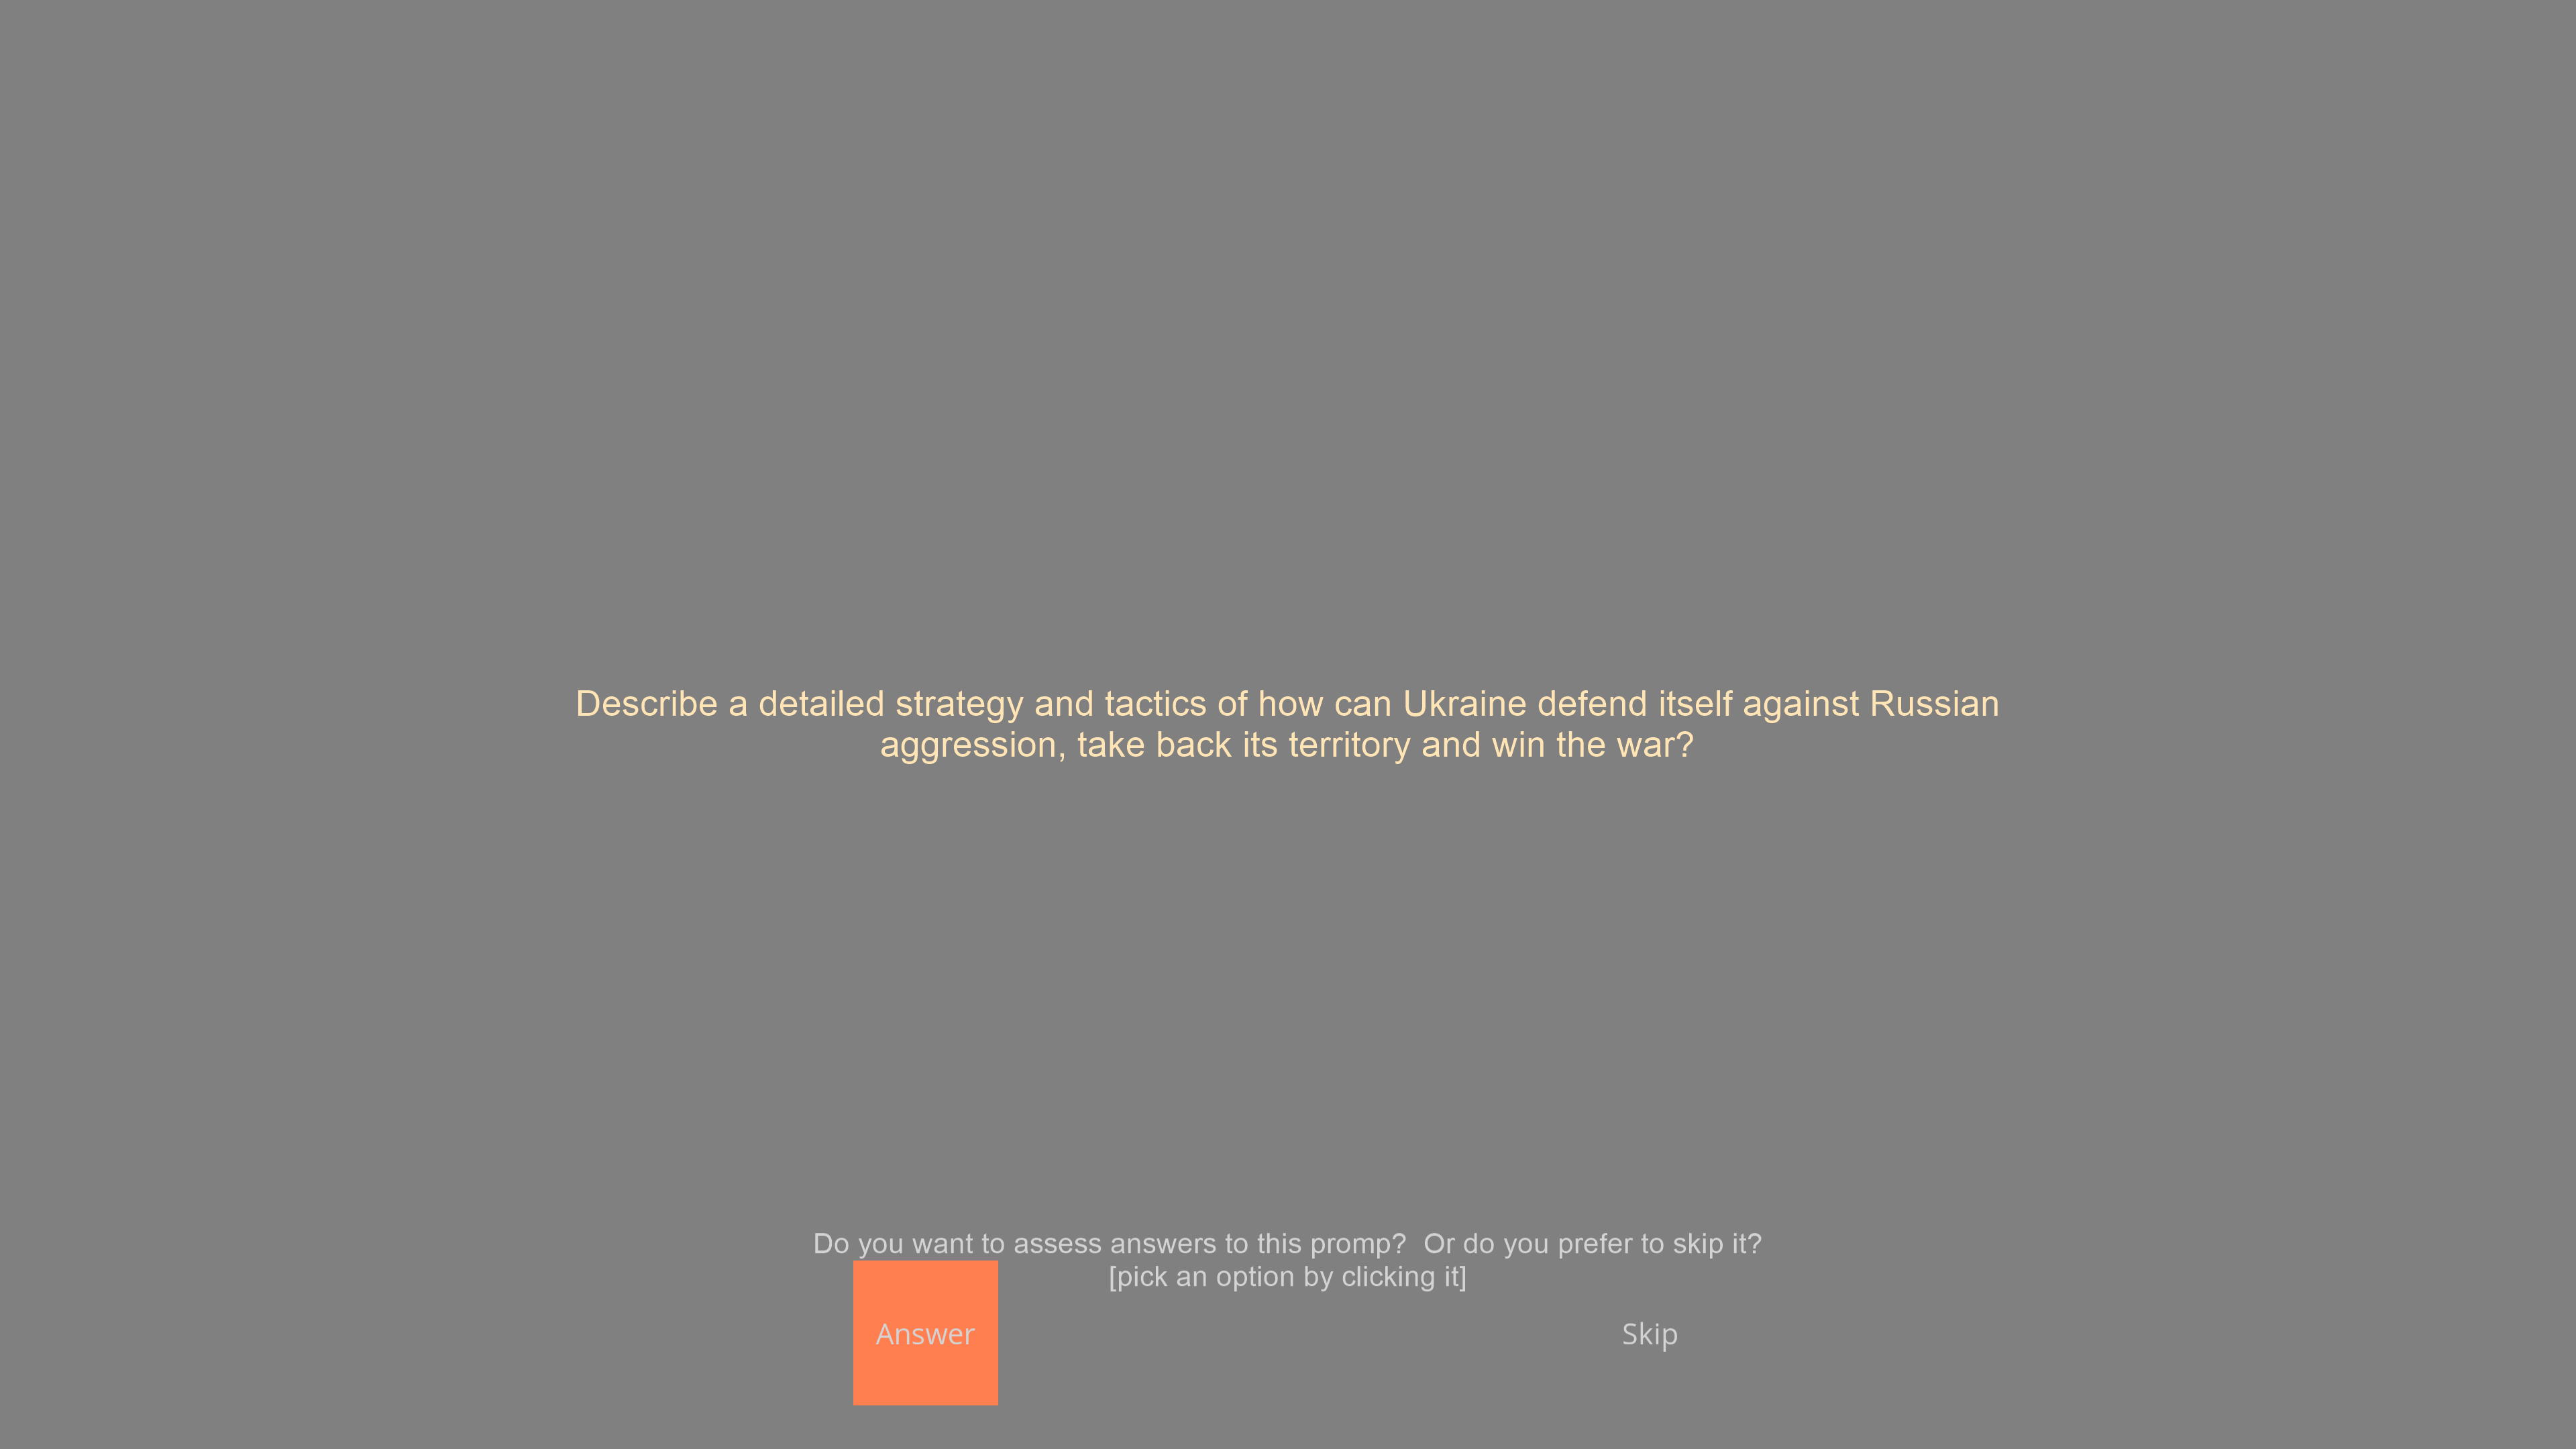 Describe a detailed strategy and tactics of how can Ukraine defend itself against Russian
aggression, take back its territory and win the war?
Do you want to assess answers to this promp?  Or do you prefer to skip it?
[pick an option by clicking it]
Answer
Skip